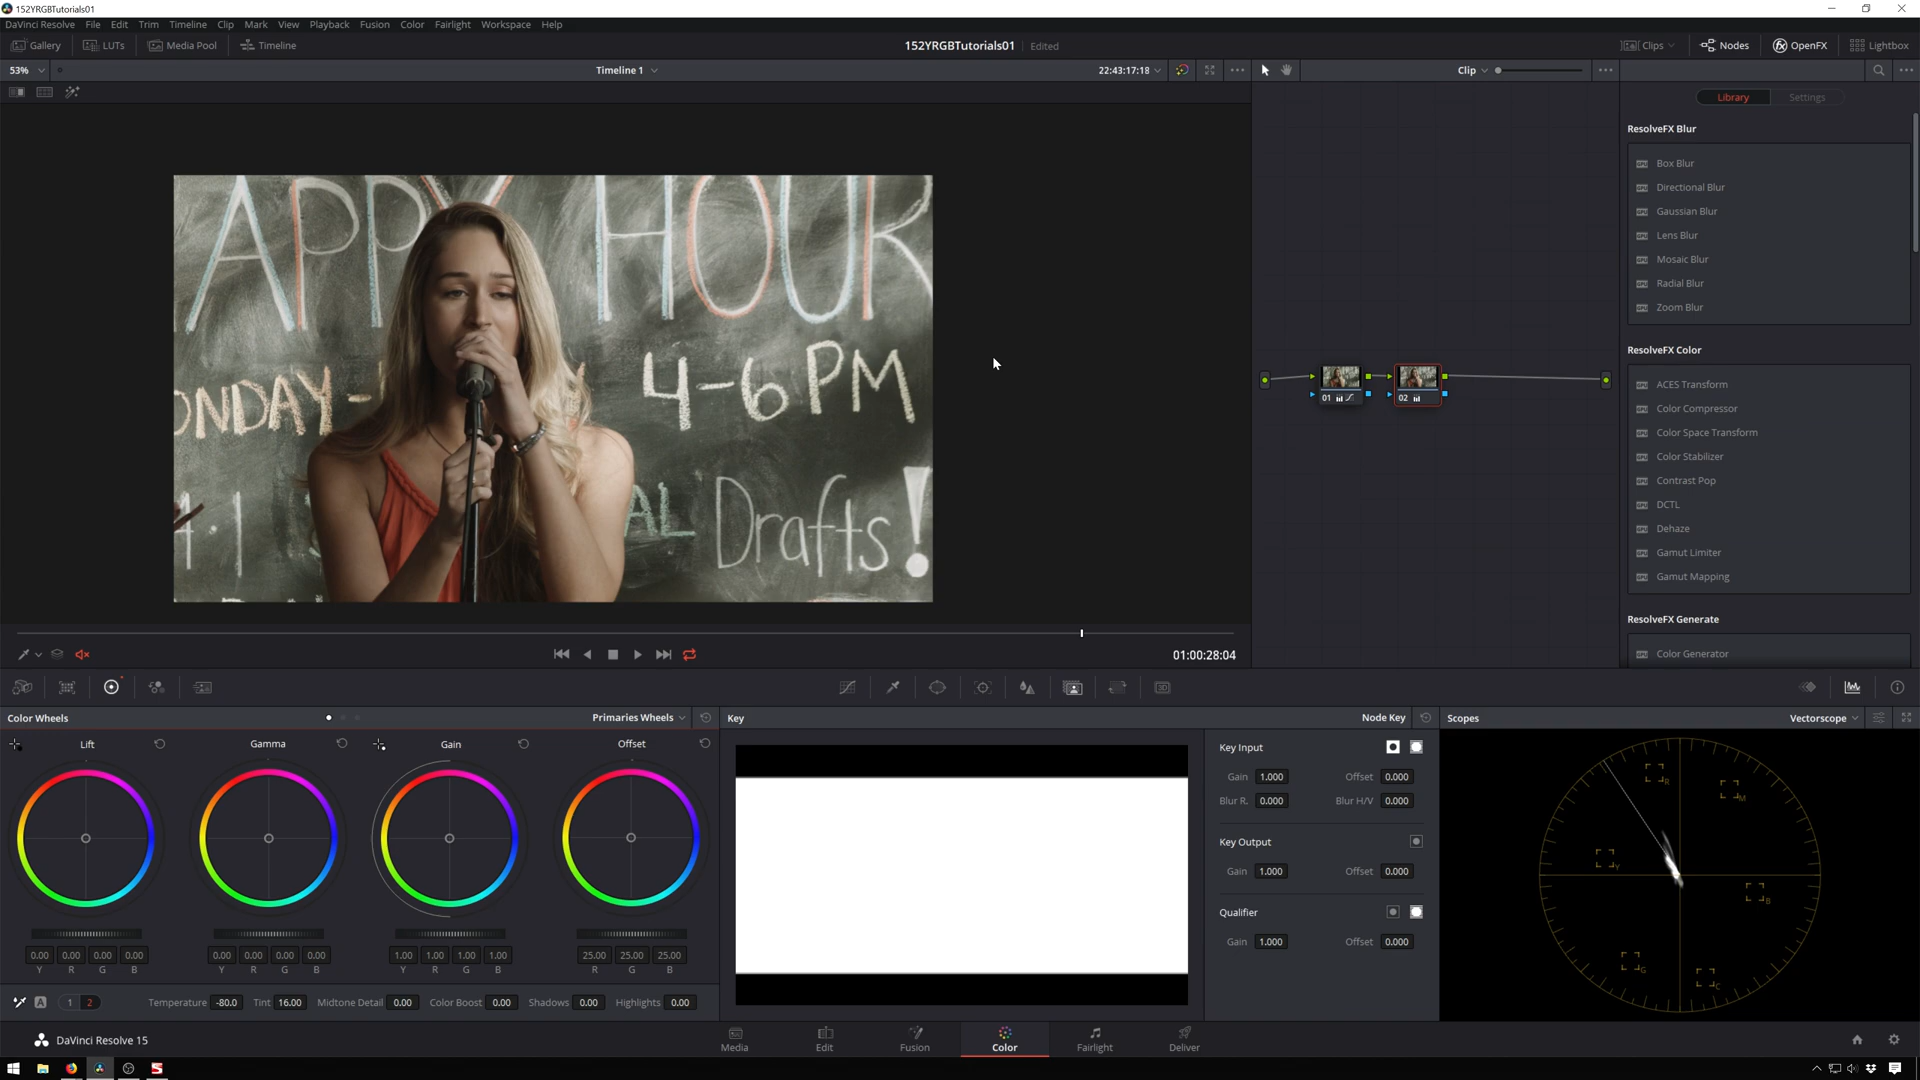 152YRGBTutorials01
DaVinci Resolve File Edit Trim Timeline Clip Mark View Playback Fusion Color Fairlight Workspace Help
Gallery LUTs Media Pool Timeline 152YRGBTutorials01 Edited Clips Nodes OpenFX Lightbox
53% Timeline 1 22:43:17:18 Clip
Library Settings
ResolveFX Blur
Box Blur
Directional Blur
Gaussian Blur
Lens Blur
Mosaic Blur
Radial Blur
Zoom Blur
ResolveFX Color
ACES Transform
Color Compressor
Color Space Transform
Color Stabilizer
Contrast Pop
DCTL
Dehaze
Gamut Limiter
Gamut Mapping
ResolveFX Generate
Color Generator
APPY HOUR
ONDAY - 4-6 PM
4.1 AL Drafts!
01 02
01:00:28:04
Color Wheels Primaries Wheels Key Node Key Scopes Vectorscope
Lift Gamma Gain Offset
0.00 0.00 0.00 0.00 0.00 0.00 0.00 0.00 1.00 1.00 1.00 1.00 25.00 25.00 25.00
Y R G B Y R G B Y R G B R G B
A 1 2 Temperature -80.0 Tint 16.00 Midtone Detail 0.00 Color Boost 0.00 Shadows 0.00 Highlights 0.00
Key Input
Gain 1.000 Offset 0.000
Blur R. 0.000 Blur H/V 0.000
Key Output
Gain 1.000 Offset 0.000
Qualifier
Gain 1.000 Offset 0.000
R
M
Y
B
G
C
DaVinci Resolve 15 Media Edit Fusion Color Fairlight Deliver